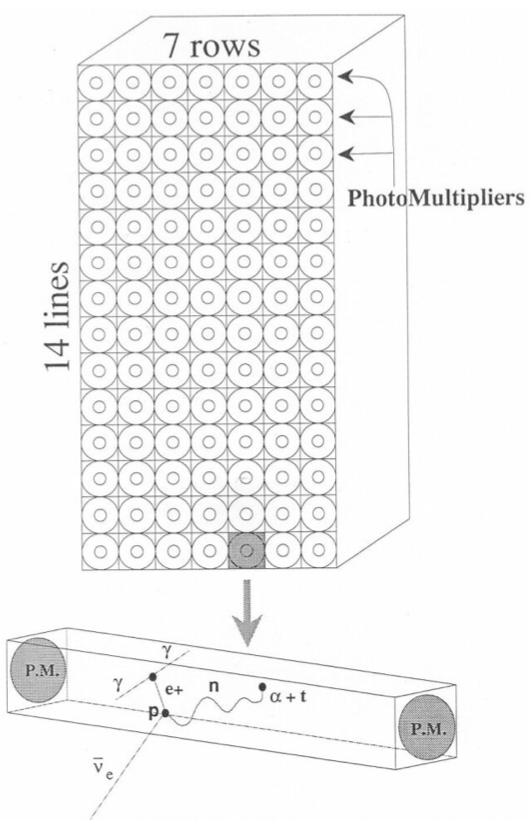 7 rows
PhotoMultipliers
14 lines
γ
P.M.
γ
e+
n
α + t
p
P.M.
ν̄e